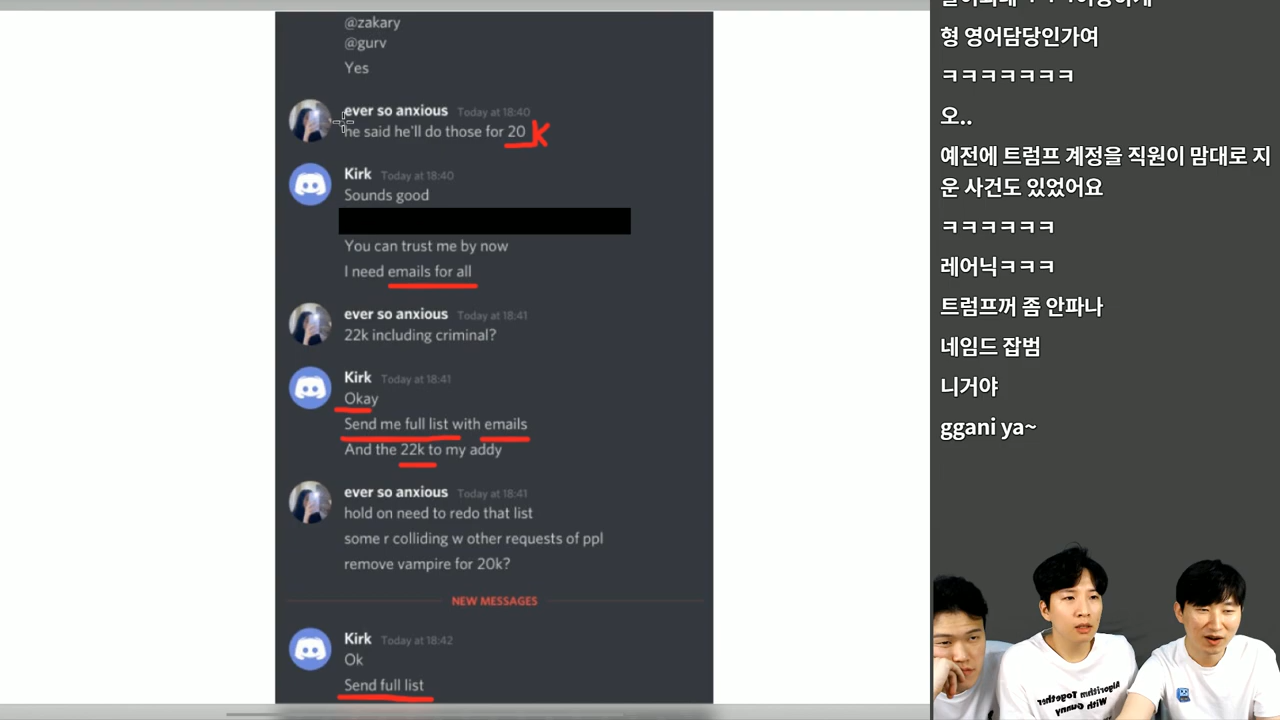 @zakary
@gurv
Yes
ever so anxious Today at 18:40
he said he'll do those for 20 K
Kirk Today at 18:40
Sounds good
You can trust me by now
I need emails for all
ever so anxious Today at 18:41
22k including criminal?
Kirk Today at 18:41
Okay
Send me full list with emails
And the 22k to my addy
ever so anxious Today at 18:41
hold on need to redo that list
some r colliding w other requests of ppl
remove vampire for 20k?
NEW MESSAGES
Kirk Today at 18:42
Ok
Send full list
형 영어담당인가여
ㅋㅋㅋㅋㅋㅋㅋ
오..
예전에 트럼프 계정을 직원이 맘대로 지
운 사건도 있었어요
ㅋㅋㅋㅋㅋㅋ
레어닉ㅋㅋㅋ
트럼프꺼 좀 안파나
네임드 잡범
니거야
ggani ya~
Algorithm Together
With Gunny